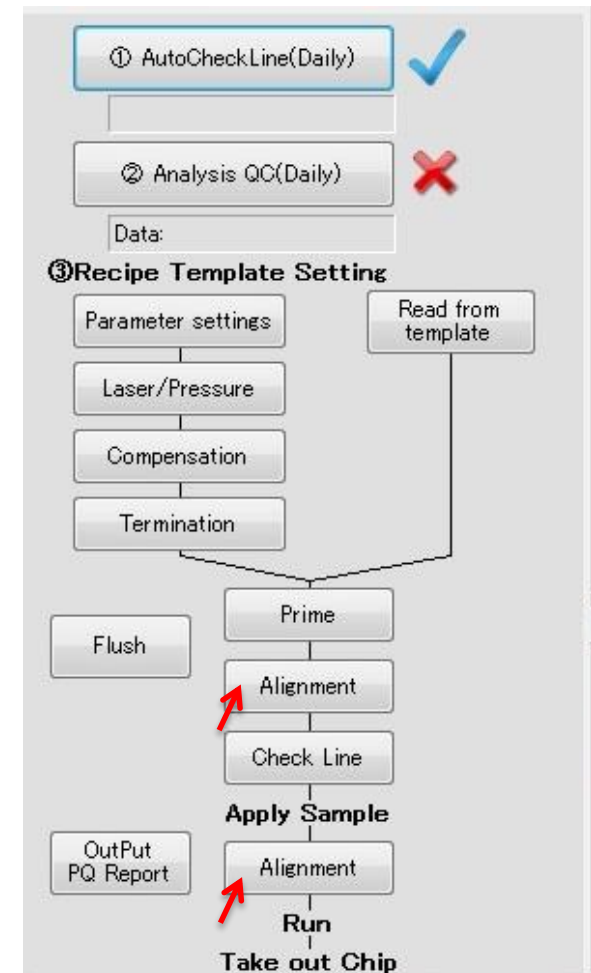 ① AutoCheckLine(Daily)
② Analysis QC(Daily)
Data:
③Recipe Template Setting
Parameter settings
Read from
template
Laser/Pressure
Compensation
Termination
Prime
Flush
Alignment
Check Line
Apply Sample
OutPut
PQ Report
Alignment
Run
Take out Chip